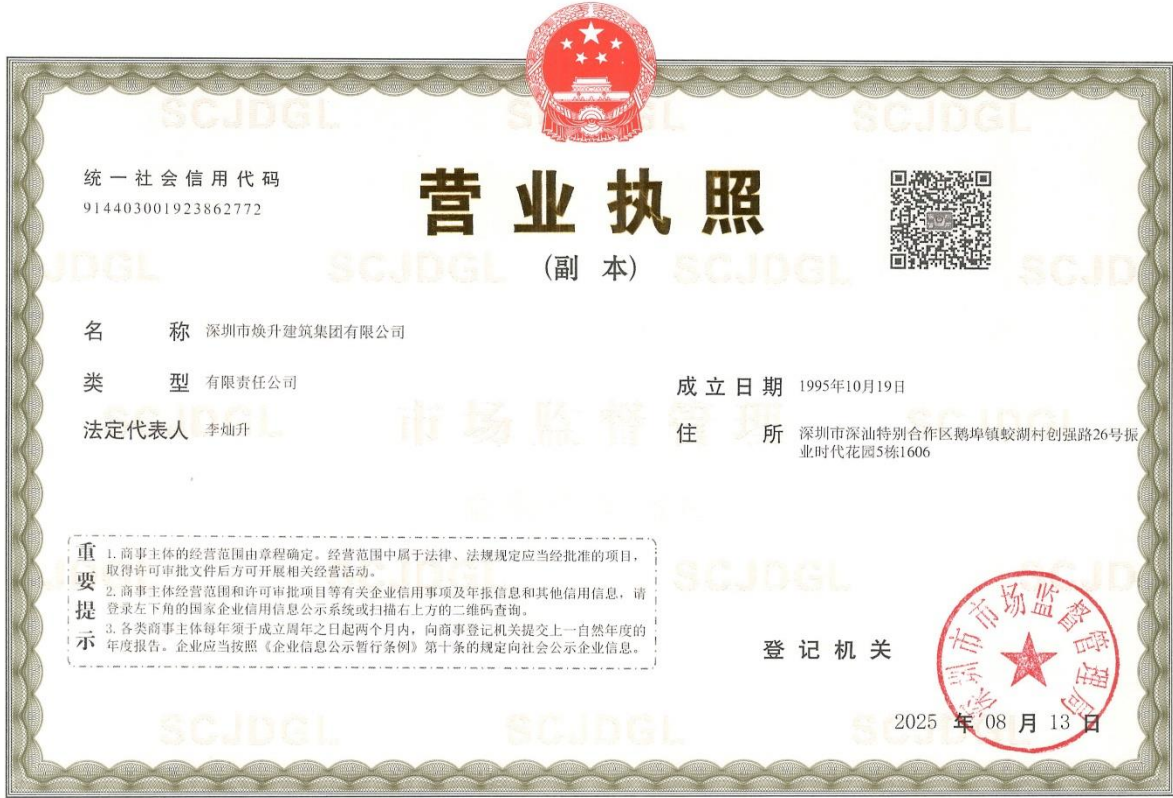 统一社会信用代码
914403001923862772
营业执照
(副 本)
名 称 深圳市焕升建筑集团有限公司
类 型 有限责任公司
法定代表人 李灿升
成立日期 1995年10月19日
住 所 深圳市深汕特别合作区鹅埠镇蛟湖村创强路26号振
业时代花园5栋1606
重要提示
1. 商事主体的经营范围由章程确定。经营范围中属于法律、法规规定应当经批准的项目,
取得许可审批文件后方可开展相关经营活动。
2. 商事主体经营范围和许可审批项目等有关企业信用事项及年报信息和其他信用信息，请
登录左下角的国家企业信用信息公示系统或扫描右上方的二维码查询。
3. 各类商事主体每年须于成立周年之日起两个月内，向商事登记机关提交上一自然年度的
年度报告。企业应当按照《企业信息公示暂行条例》第十条的规定向社会公示企业信息。
登记机关
深圳市市场监督管理局
2025 年 08 月 13 日
SCJDGL
市场监督管理